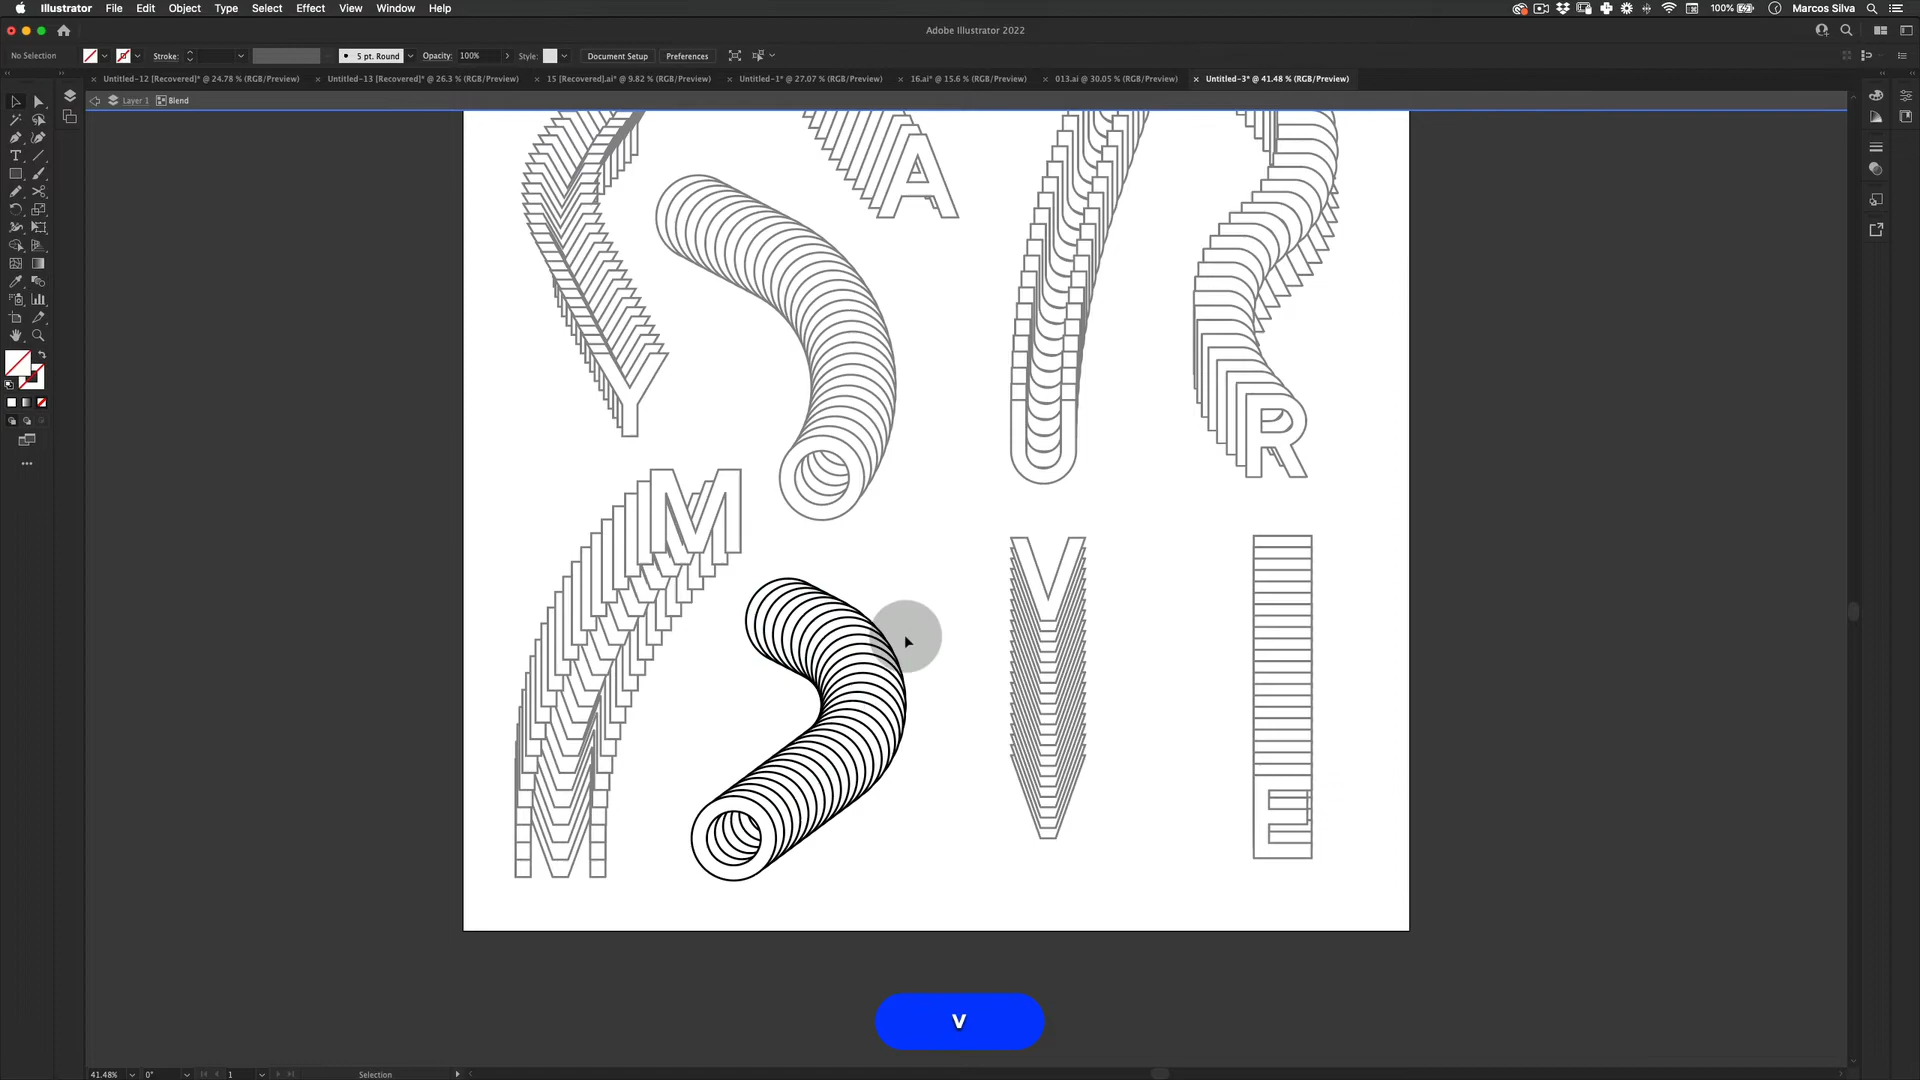 Illustrator File Edit Object Type Select Effect View Window Help
100% Marcos Silva
Adobe Illustrator 2022
No Selection Stroke: 5 pt. Round Opacity: 100% Style: Document Setup Preferences
Untitled-12 [Recovered]* @ 24.78 % (RGB/Preview) Untitled-13 [Recovered]* @ 26.3 % (RGB/Preview) 15 [Recovered].ai* @ 9.82 % (RGB/Preview) Untitled-1* @ 27.07 % (RGB/Preview) 16.ai* @ 15.6 % (RGB/Preview) 013.ai @ 30.05 % (RGB/Preview) Untitled-3* @ 41.48 % (RGB/Preview)
Layer 1 Blend
Y A U R
M O V E
V
41.48% 0° 1 Selection